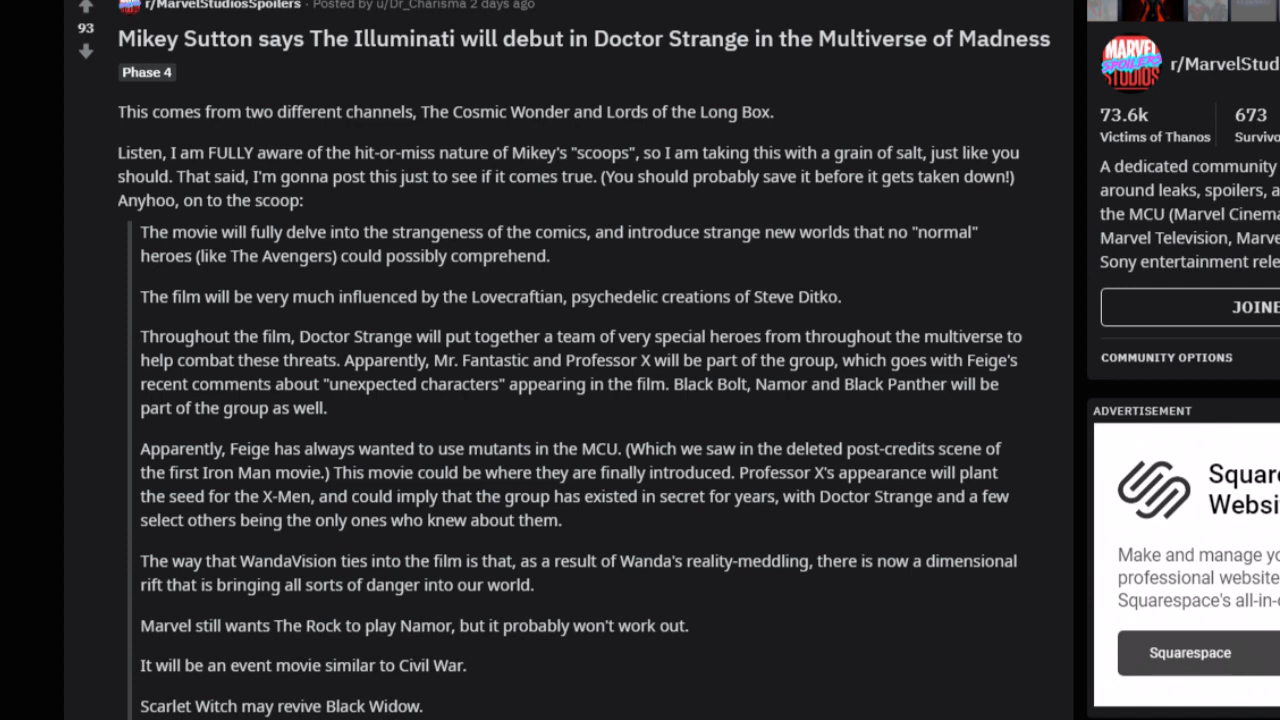 r/MarvelStudiosSpoilers · Posted by u/Dr_Charisma 2 days ago
93
Mikey Sutton says The Illuminati will debut in Doctor Strange in the Multiverse of Madness
Phase 4
This comes from two different channels, The Cosmic Wonder and Lords of the Long Box.
Listen, I am FULLY aware of the hit-or-miss nature of Mikey's "scoops", so I am taking this with a grain of salt, just like you
should. That said, I'm gonna post this just to see if it comes true. (You should probably save it before it gets taken down!)
Anyhoo, on to the scoop:
The movie will fully delve into the strangeness of the comics, and introduce strange new worlds that no "normal"
heroes (like The Avengers) could possibly comprehend.
The film will be very much influenced by the Lovecraftian, psychedelic creations of Steve Ditko.
Throughout the film, Doctor Strange will put together a team of very special heroes from throughout the multiverse to
help combat these threats. Apparently, Mr. Fantastic and Professor X will be part of the group, which goes with Feige's
recent comments about "unexpected characters" appearing in the film. Black Bolt, Namor and Black Panther will be
part of the group as well.
Apparently, Feige has always wanted to use mutants in the MCU. (Which we saw in the deleted post-credits scene of
the first Iron Man movie.) This movie could be where they are finally introduced. Professor X's appearance will plant
the seed for the X-Men, and could imply that the group has existed in secret for years, with Doctor Strange and a few
select others being the only ones who knew about them.
The way that WandaVision ties into the film is that, as a result of Wanda's reality-meddling, there is now a dimensional
rift that is bringing all sorts of danger into our world.
Marvel still wants The Rock to play Namor, but it probably won't work out.
It will be an event movie similar to Civil War.
Scarlet Witch may revive Black Widow.
MARVEL
SPOILERS
STUDIOS
r/MarvelStud
73.6k
673
Victims of Thanos
Survivo
A dedicated community
around leaks, spoilers, a
the MCU (Marvel Cinema
Marvel Television, Marve
Sony entertainment rele
JOINE
COMMUNITY OPTIONS
ADVERTISEMENT
Square
Websi
Make and manage yo
professional website
Squarespace's all-in-o
Squarespace